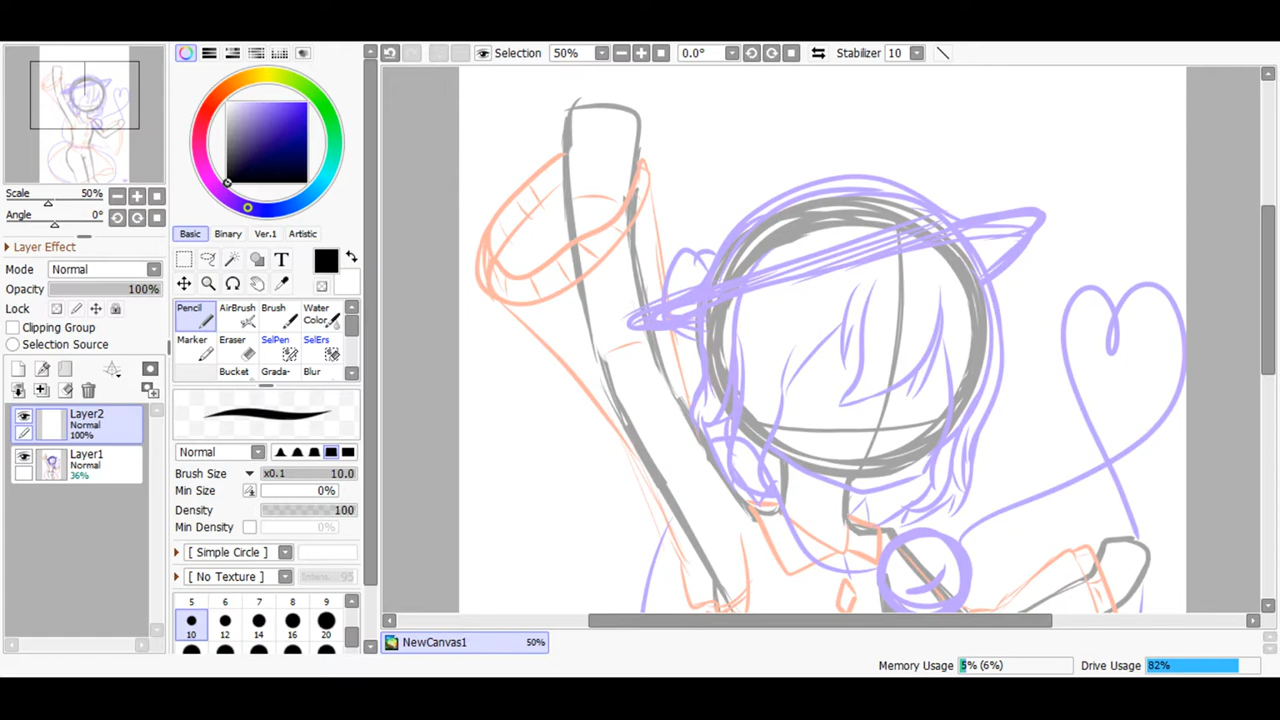 Selection 50% 0.0° Stabilizer 10
Scale 50%
Angle 0°
Layer Effect
Mode Normal
Opacity 100%
Lock
Clipping Group
Selection Source
Layer2
Normal
100%
Layer1
Normal
36%
Basic Binary Ver.1 Artistic
T
Pencil AirBrush Brush Water Color
Marker Eraser SelPen SelErs
Bucket Grada- Blur
Normal
Brush Size x0.1 10.0
Min Size 0%
Density 100
Min Density 0%
[ Simple Circle ]
[ No Texture ] Intens. 95
5 6 7 8 9
10 12 14 16 20
NewCanvas1 50%
Memory Usage 5% (6%) Drive Usage 82%